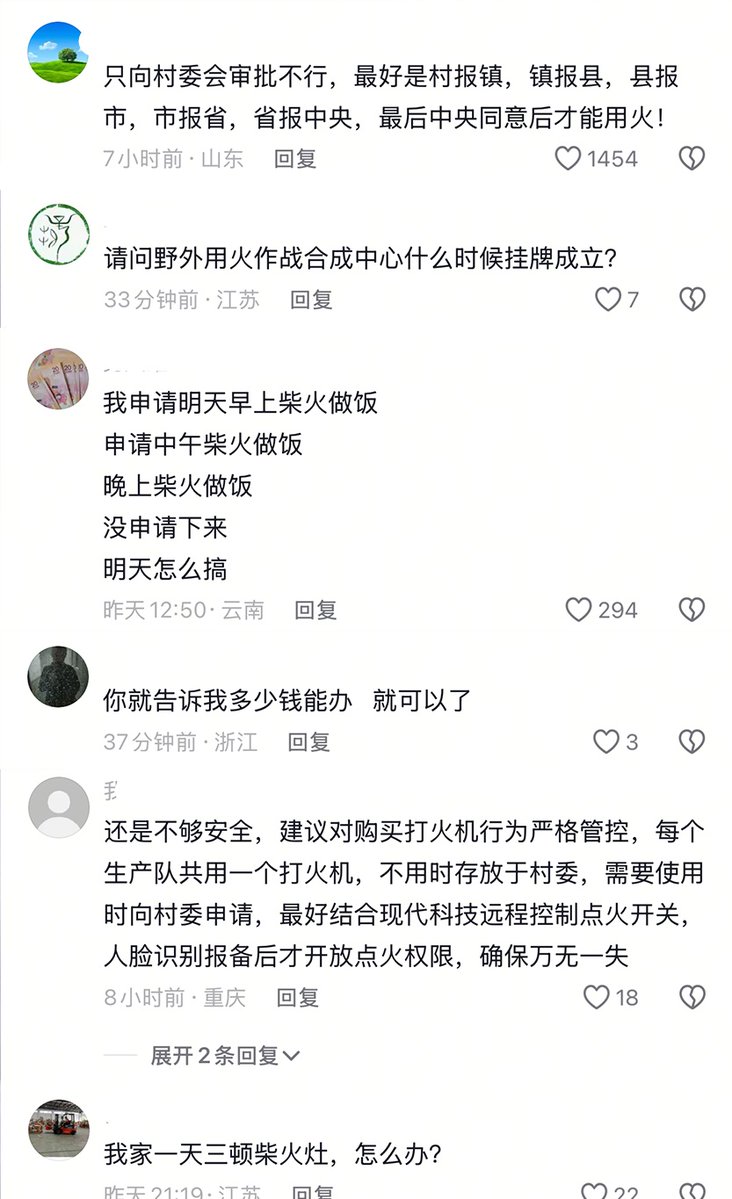 只向村委会审批不行，最好是村报镇，镇报县，县报
市，市报省，省报中央，最后中央同意后才能用火！
7小时前·山东 回复 1454
请问野外用火作战合成中心什么时候挂牌成立？
33分钟前·江苏 回复 7
我申请明天早上柴火做饭
申请中午柴火做饭
晚上柴火做饭
没申请下来
明天怎么搞
昨天12:50·云南 回复 294
你就告诉我多少钱能办 就可以了
37分钟前·浙江 回复 3
还是不够安全，建议对购买打火机行为严格管控，每个
生产队共用一个打火机，不用时存放于村委，需要使用
时向村委申请，最好结合现代科技远程控制点火开关，
人脸识别报备后才开放点火权限，确保万无一失
8小时前·重庆 回复 18
展开2条回复
我家一天三顿柴火灶，怎么办？
昨天21:19·江苏 回复 22